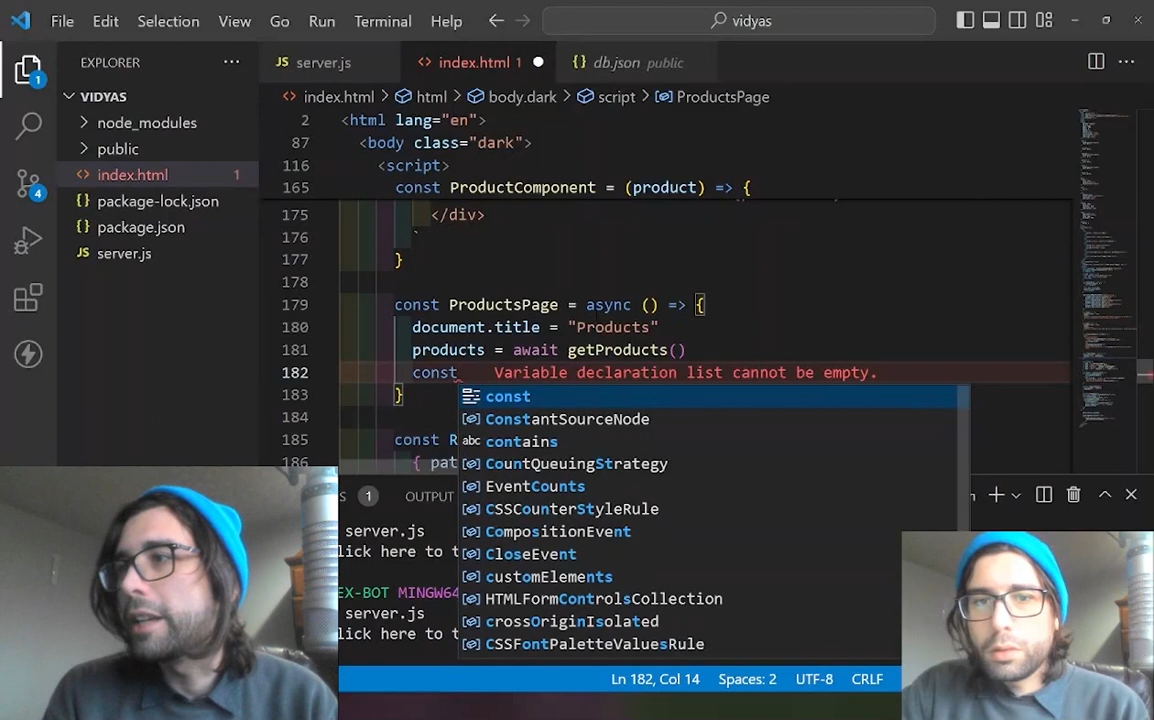 File Edit Selection View Go Run Terminal Help vidyas
EXPLORER
VIDYAS
node_modules
public
index.html 1
package-lock.json
package.json
server.js
1
4
server.js index.html 1 db.json public
index.html > html > body.dark > script > ProductsPage
2 <html lang="en">
87 <body class="dark">
116 <script>
165 const ProductComponent = (product) => {
175 </div>
176 `
177 }
178
179 const ProductsPage = async () => {
180 document.title = "Products"
181 products = await getProducts()
182 const Variable declaration list cannot be empty.
183 }
184
185 const R
186 { pat
const
ConstantSourceNode
abc contains
CountQueuingStrategy
EventCounts
CSSCounterStyleRule
CompositionEvent
CloseEvent
customElements
HTMLFormControlsCollection
crossOriginIsolated
CSSFontPaletteValuesRule
S 1 OUTPUT
server.js
lick here to t
EX-BOT MINGW64
server.js
lick here to t
Ln 182, Col 14 Spaces: 2 UTF-8 CRLF